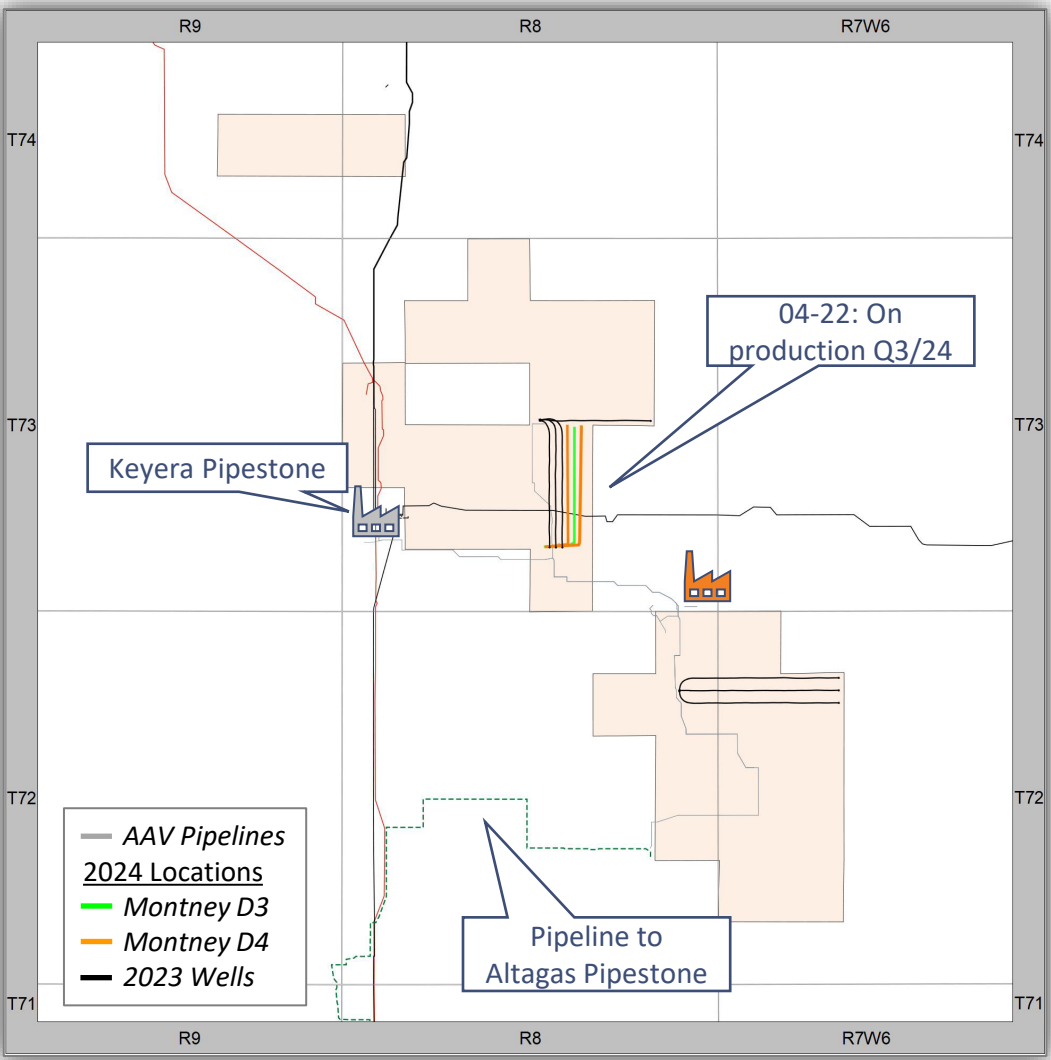 R9
R8
R7W6
T74
T74
04-22: On
production Q3/24
T73
T73
Keyera Pipestone
T72
T72
AAV Pipelines
2024 Locations
Montney D3
Montney D4
2023 Wells
Pipeline to
Altagas Pipestone
T71
T71
R9
R8
R7W6